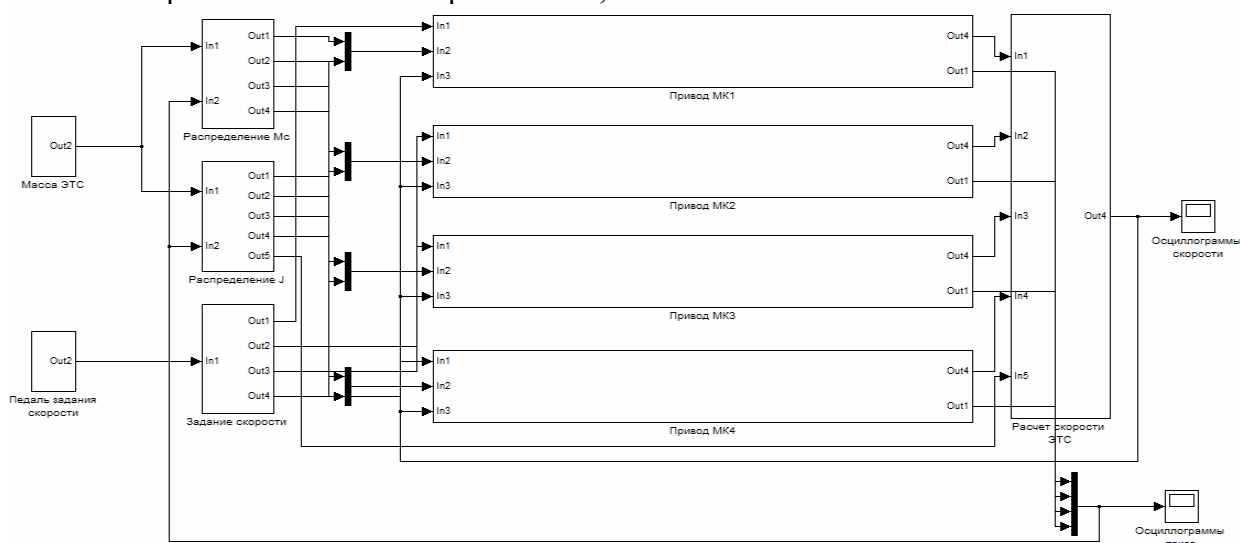 Out2
Масса ЭТС
Out2
Педаль задания
скорости
In1
In2
Out1
Out2
Out3
Out4
Распределение Mc
In1
In2
Out1
Out2
Out3
Out4
Out5
Распределение J
In1
Out1
Out2
Out3
Out4
Задание скорости
In1
In2
In3
Out4
Out1
Привод МК1
In1
In2
In3
Out4
Out1
Привод МК2
In1
In2
In3
Out4
Out1
Привод МК3
In1
In2
In3
Out4
Out1
Привод МК4
In1
In2
In3
In4
In5
Out4
Расчет скорости
ЭТС
Осциллограммы
скорости
Осциллограммы